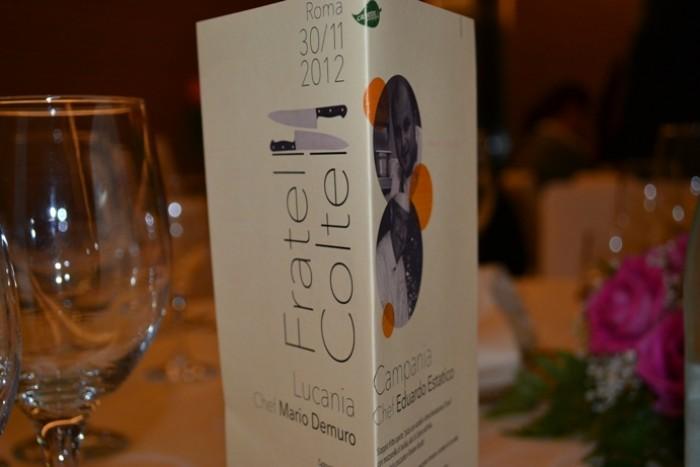 Roma
30/11
2012
Fratelli
Coltelli
Lucania
Chef Mario Demuro
Campania
Chef Eduardo Estatico